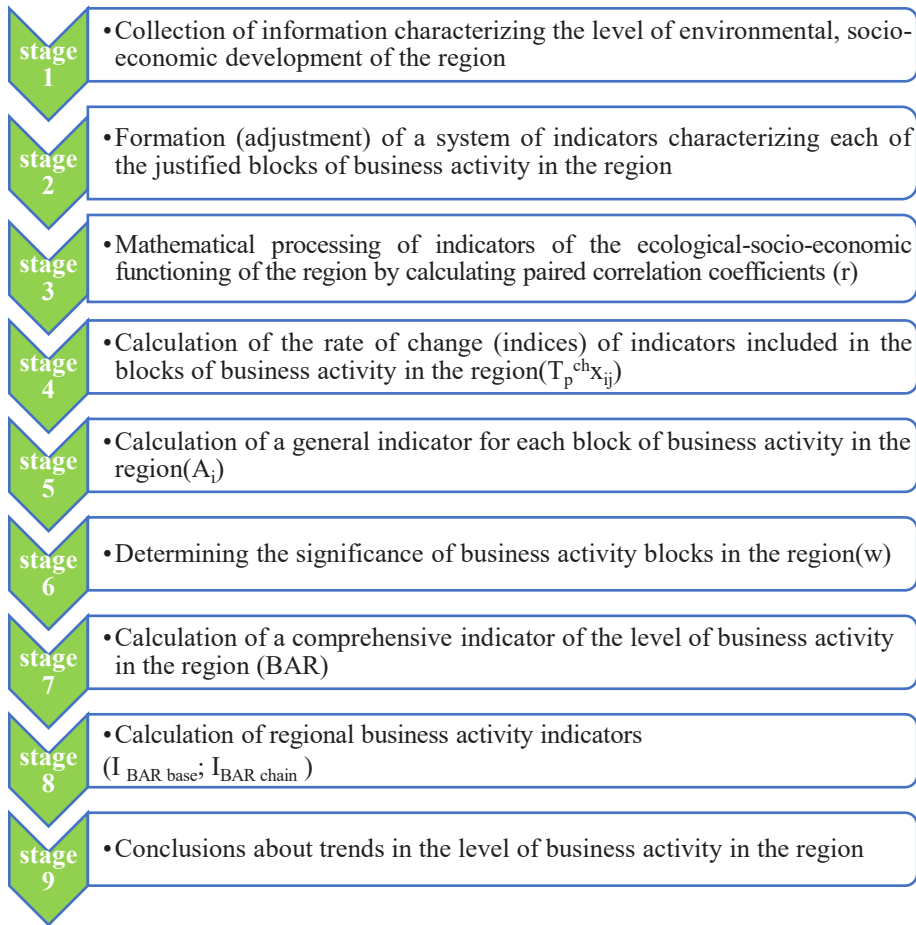 stage
1
•Collection of information characterizing the level of environmental, socio-
economic development of the region
stage
2
•Formation (adjustment) of a system of indicators characterizing each of
the justified blocks of business activity in the region
stage
3
•Mathematical processing of indicators of the ecological-socio-economic
functioning of the region by calculating paired correlation coefficients (r)
stage
4
•Calculation of the rate of change (indices) of indicators included in the
blocks of business activity in the region(Tₚᶜʰxᵢⱼ)
stage
5
•Calculation of a general indicator for each block of business activity in the
region(Aᵢ)
stage
6
•Determining the significance of business activity blocks in the region(w)
stage
7
•Calculation of a comprehensive indicator of the level of business activity
in the region (BAR)
stage
8
•Calculation of regional business activity indicators
(I BAR base; I BAR chain )
stage
9
•Conclusions about trends in the level of business activity in the region